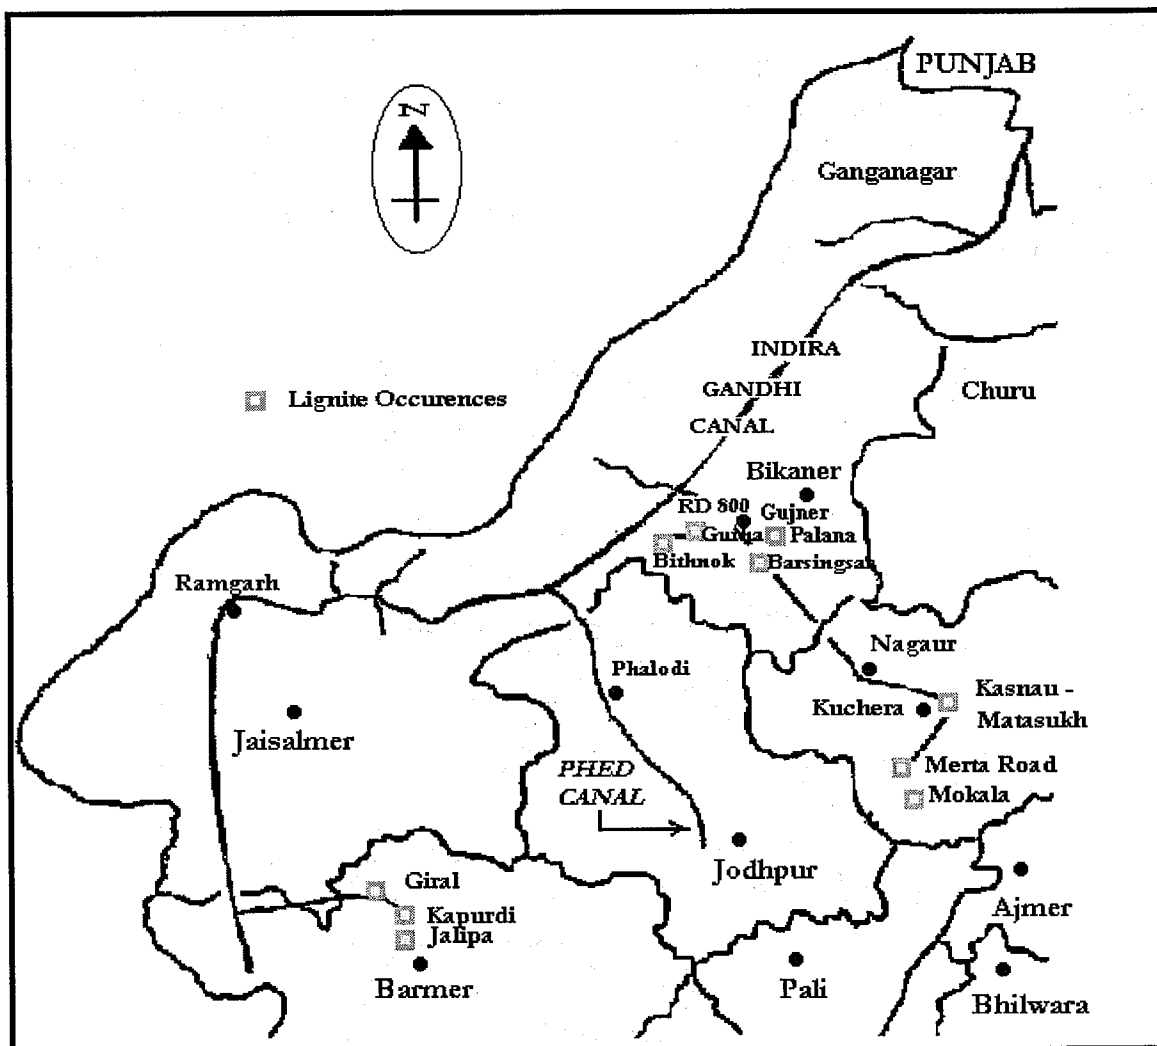 N
PUNJAB
Ganganagar
INDIRA
GANDHI
CANAL
Lignite Occurences
Churu
Bikaner
RD 800
Gujner
Palana
Bithnok
Barsingsar
Ramgarh
Nagaur
Phalodi
Kasnau -
Matasukh
Kuchera
Jaisalmer
PHED
CANAL
Merta Road
Mokala
Jodhpur
Giral
Kapurdi
Jalipa
Ajmer
Barmer
Pali
Bhilwara